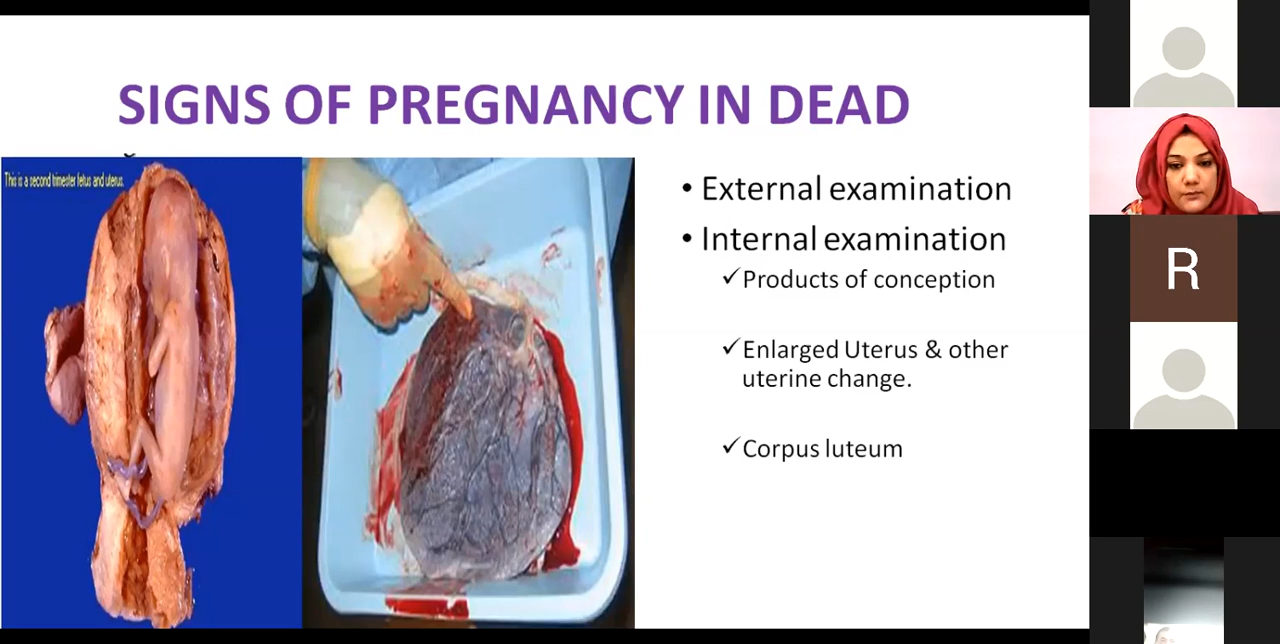 SIGNS OF PREGNANCY IN DEAD
This is a second trimester fetus and uterus.
• External examination
• Internal examination
✓Products of conception
✓Enlarged Uterus & other
uterine change.
✓Corpus luteum
R